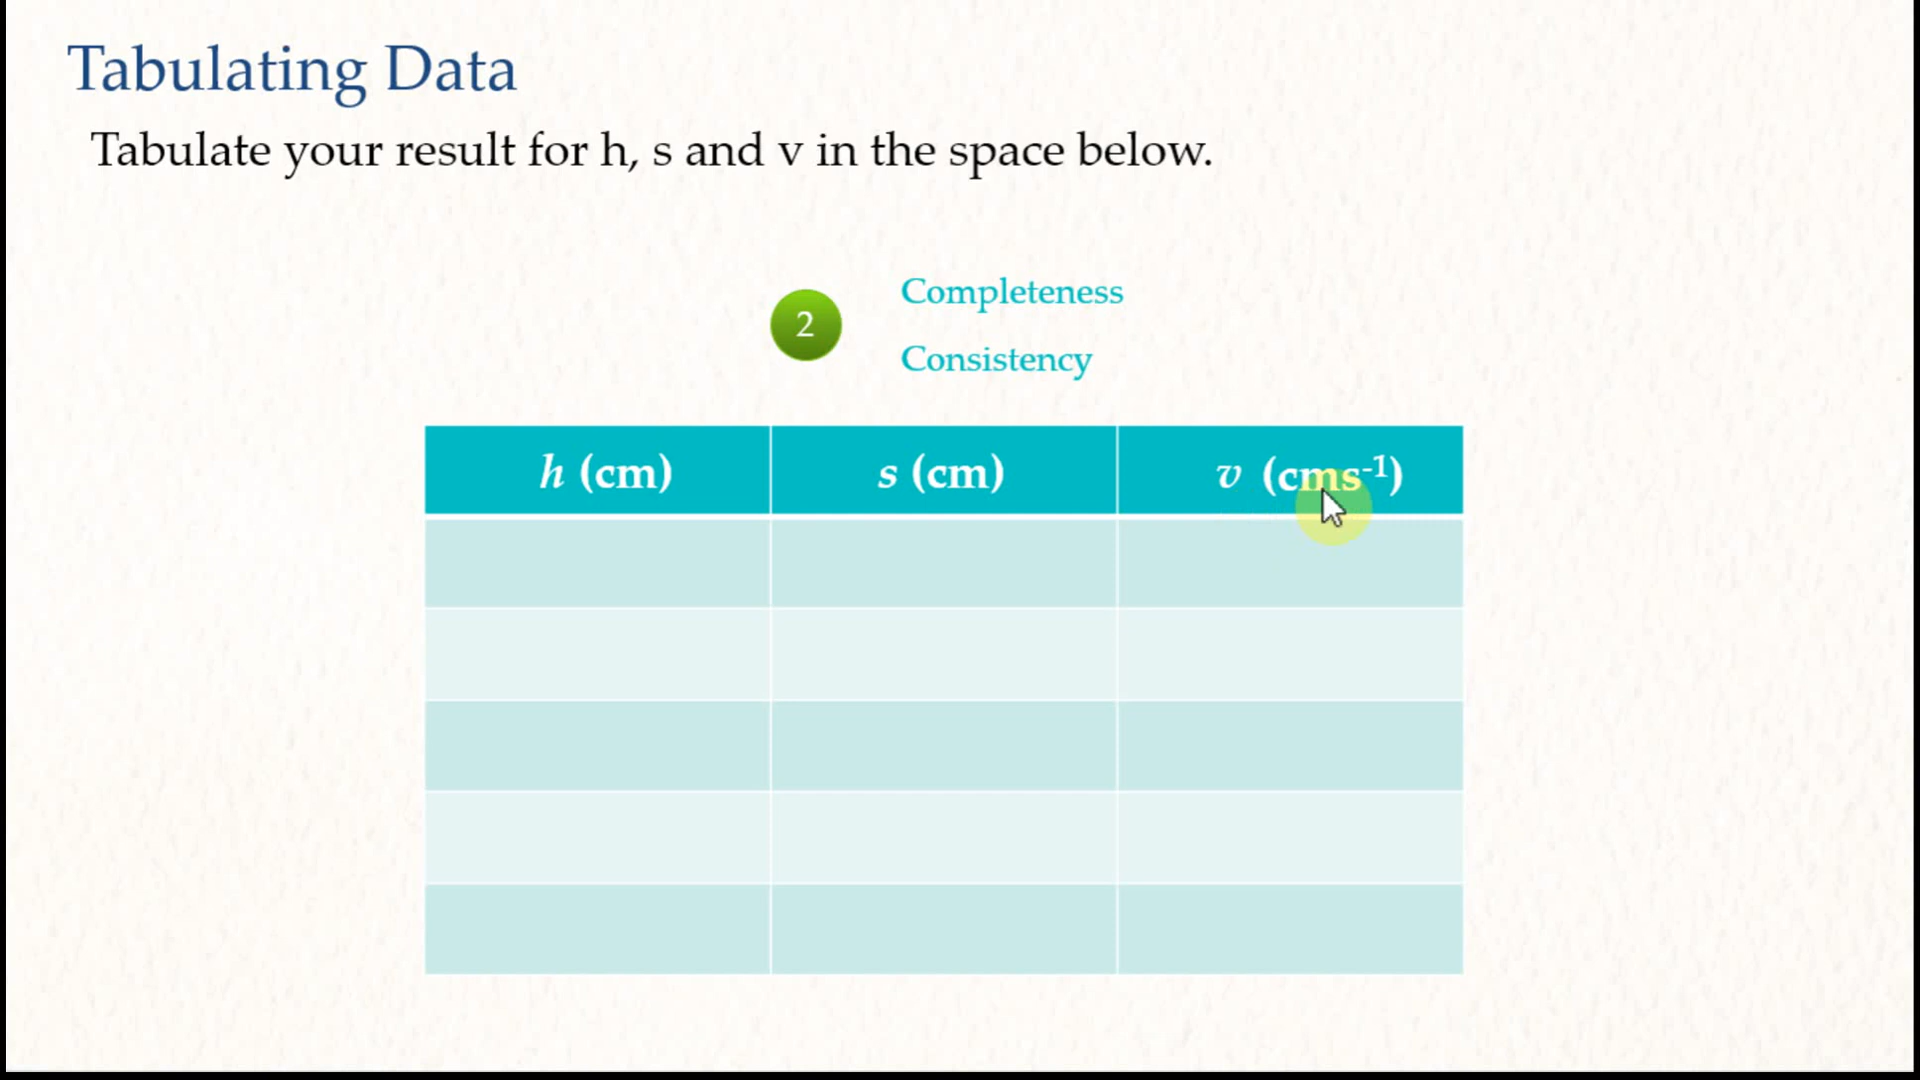 Tabulating Data
Tabulate your result for h, s and v in the space below.
2
Completeness
Consistency
h (cm) s (cm) v (cms⁻¹)